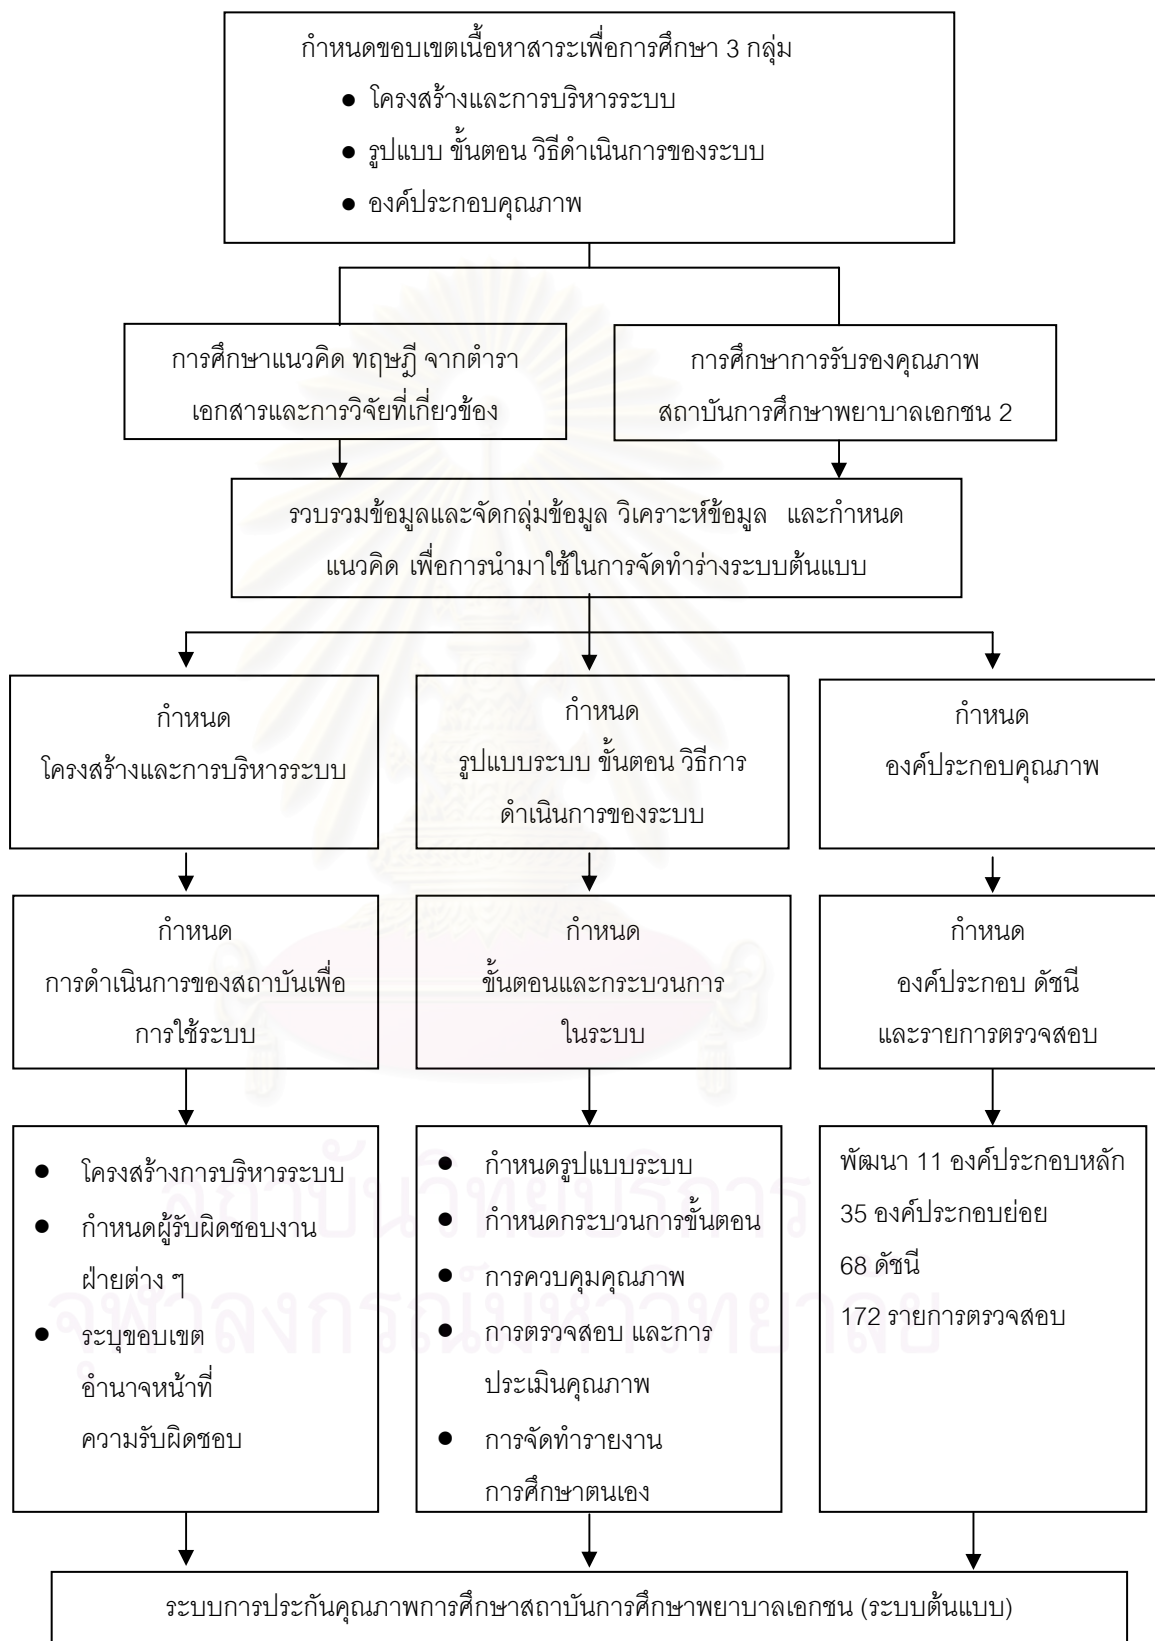 กำหนดขอบเขตเนื้อหาสาระเพื่อการศึกษา 3 กลุ่ม
● โครงสร้างและการบริหารระบบ
● รูปแบบ ขั้นตอน วิธีดำเนินการของระบบ
● องค์ประกอบคุณภาพ
การศึกษาแนวคิด ทฤษฎี จากตำรา
เอกสารและการวิจัยที่เกี่ยวข้อง
การศึกษาการรับรองคุณภาพ
สถาบันการศึกษาพยาบาลเอกชน 2
รวบรวมข้อมูลและจัดกลุ่มข้อมูล วิเคราะห์ข้อมูล และกำหนด
แนวคิด เพื่อการนำมาใช้ในการจัดทำร่างระบบต้นแบบ
กำหนด
โครงสร้างและการบริหารระบบ
กำหนด
รูปแบบระบบ ขั้นตอน วิธีการ
ดำเนินการของระบบ
กำหนด
องค์ประกอบคุณภาพ
กำหนด
การดำเนินการของสถาบันเพื่อ
การใช้ระบบ
กำหนด
ขั้นตอนและกระบวนการ
ในระบบ
กำหนด
องค์ประกอบ ดัชนี
และรายการตรวจสอบ
● โครงสร้างการบริหารระบบ
● กำหนดผู้รับผิดชอบงาน
ฝ่ายต่าง ๆ
● ระบุขอบเขต
อำนาจหน้าที่
ความรับผิดชอบ
● กำหนดรูปแบบระบบ
● กำหนดกระบวนการขั้นตอน
● การควบคุมคุณภาพ
● การตรวจสอบ และการ
ประเมินคุณภาพ
● การจัดทำรายงาน
การศึกษาตนเอง
พัฒนา 11 องค์ประกอบหลัก
35 องค์ประกอบย่อย
68 ดัชนี
172 รายการตรวจสอบ
สถาบันวิทยบริการ
จุฬาลงกรณ์มหาวิทยาลัย
ระบบการประกันคุณภาพการศึกษาสถาบันการศึกษาพยาบาลเอกชน (ระบบต้นแบบ)